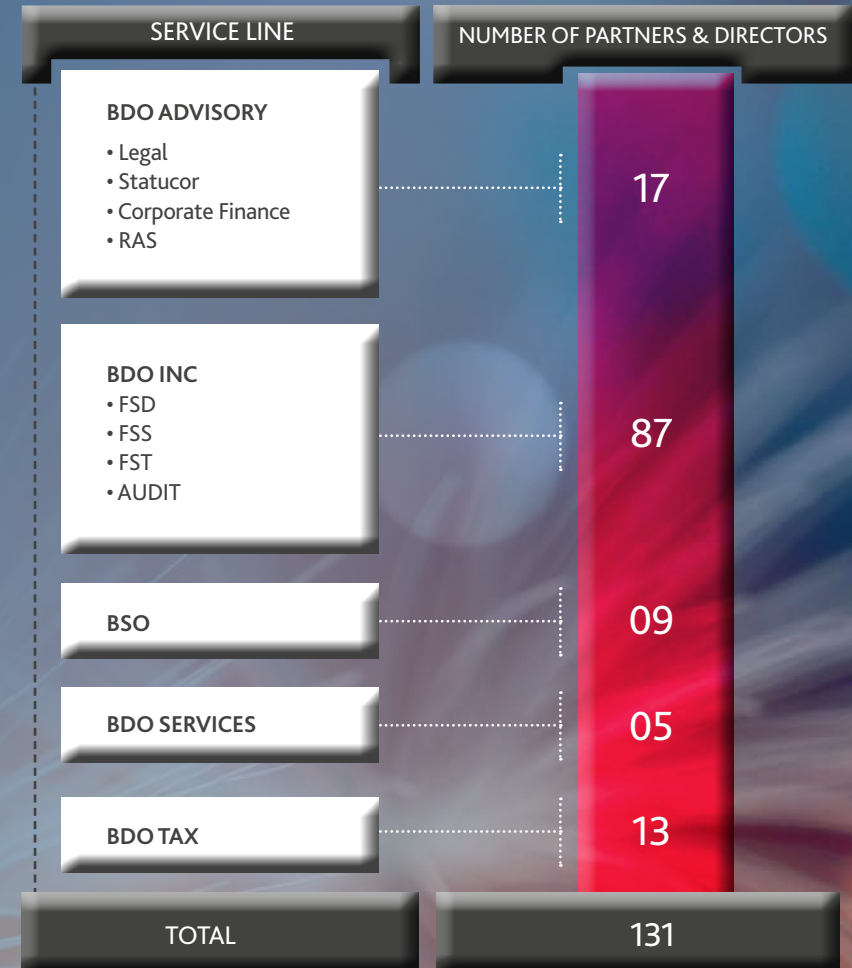 SERVICE LINE
NUMBER OF PARTNERS & DIRECTORS
BDO ADVISORY
• Legal
• Statucor
• Corporate Finance
• RAS
17
BDO INC
• FSD
• FSS
• FST
• AUDIT
87
BSO
09
BDO SERVICES
05
BDO TAX
13
TOTAL
131